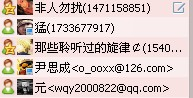 非人勿扰(1471158851)
猛(1733667917)
那些聆听过的旋律☭(1540...
尹思成<o_ooxx@126.com>
元<wqy2000822@qq.com>